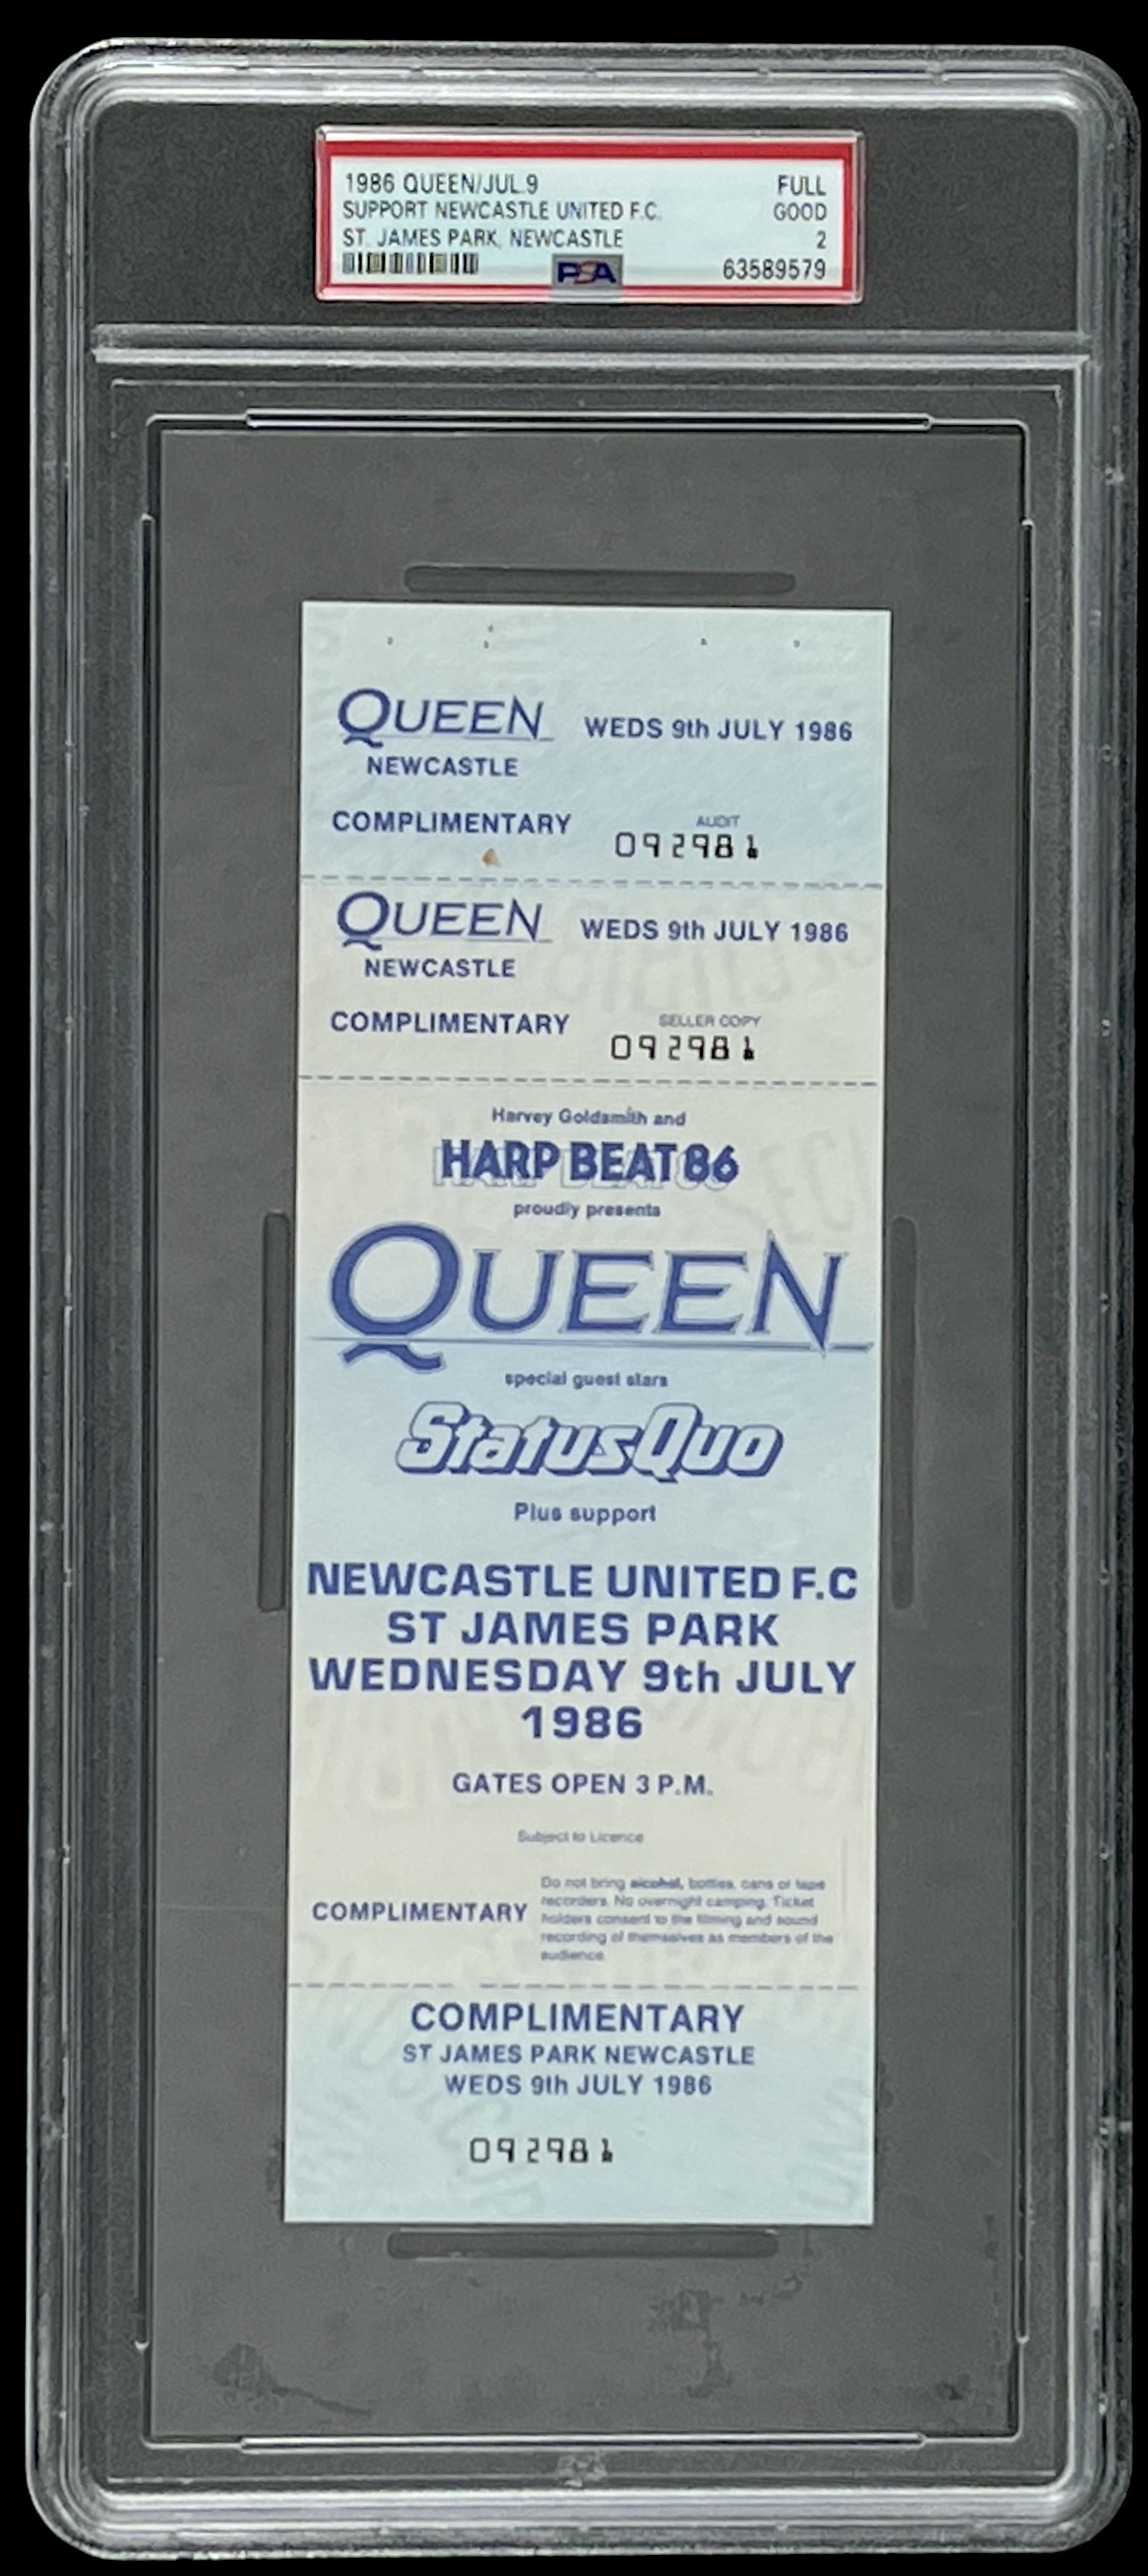 1986 QUEEN/JUL.9 FULL
SUPPORT NEWCASTLE UNITED F.C. GOOD
ST. JAMES PARK, NEWCASTLE 2
PSA 63589579
QUEEN WEDS 9th JULY 1986
NEWCASTLE
COMPLIMENTARY AUDIT
092981
QUEEN WEDS 9th JULY 1986
NEWCASTLE
COMPLIMENTARY SELLER COPY
092981
Harvey Goldsmith and
HARP BEAT 86
proudly presents
QUEEN
special guest stars
Status Quo
Plus support
NEWCASTLE UNITED F.C
ST JAMES PARK
WEDNESDAY 9th JULY
1986
GATES OPEN 3 P.M.
Subject to Licence
COMPLIMENTARY
Do not bring alcohol, bottles, cans or tape
recorders. No overnight camping. Ticket
holders consent to the filming and sound
recording of themselves as members of the
audience.
COMPLIMENTARY
ST JAMES PARK NEWCASTLE
WEDS 9th JULY 1986
092981